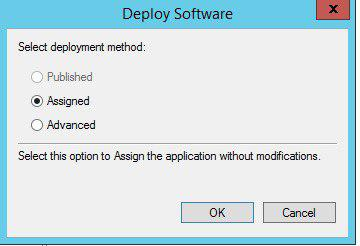 Deploy Software
x
Select deployment method:
Published
Assigned
Advanced
Select this option to Assign the application without modifications.
OK
Cancel